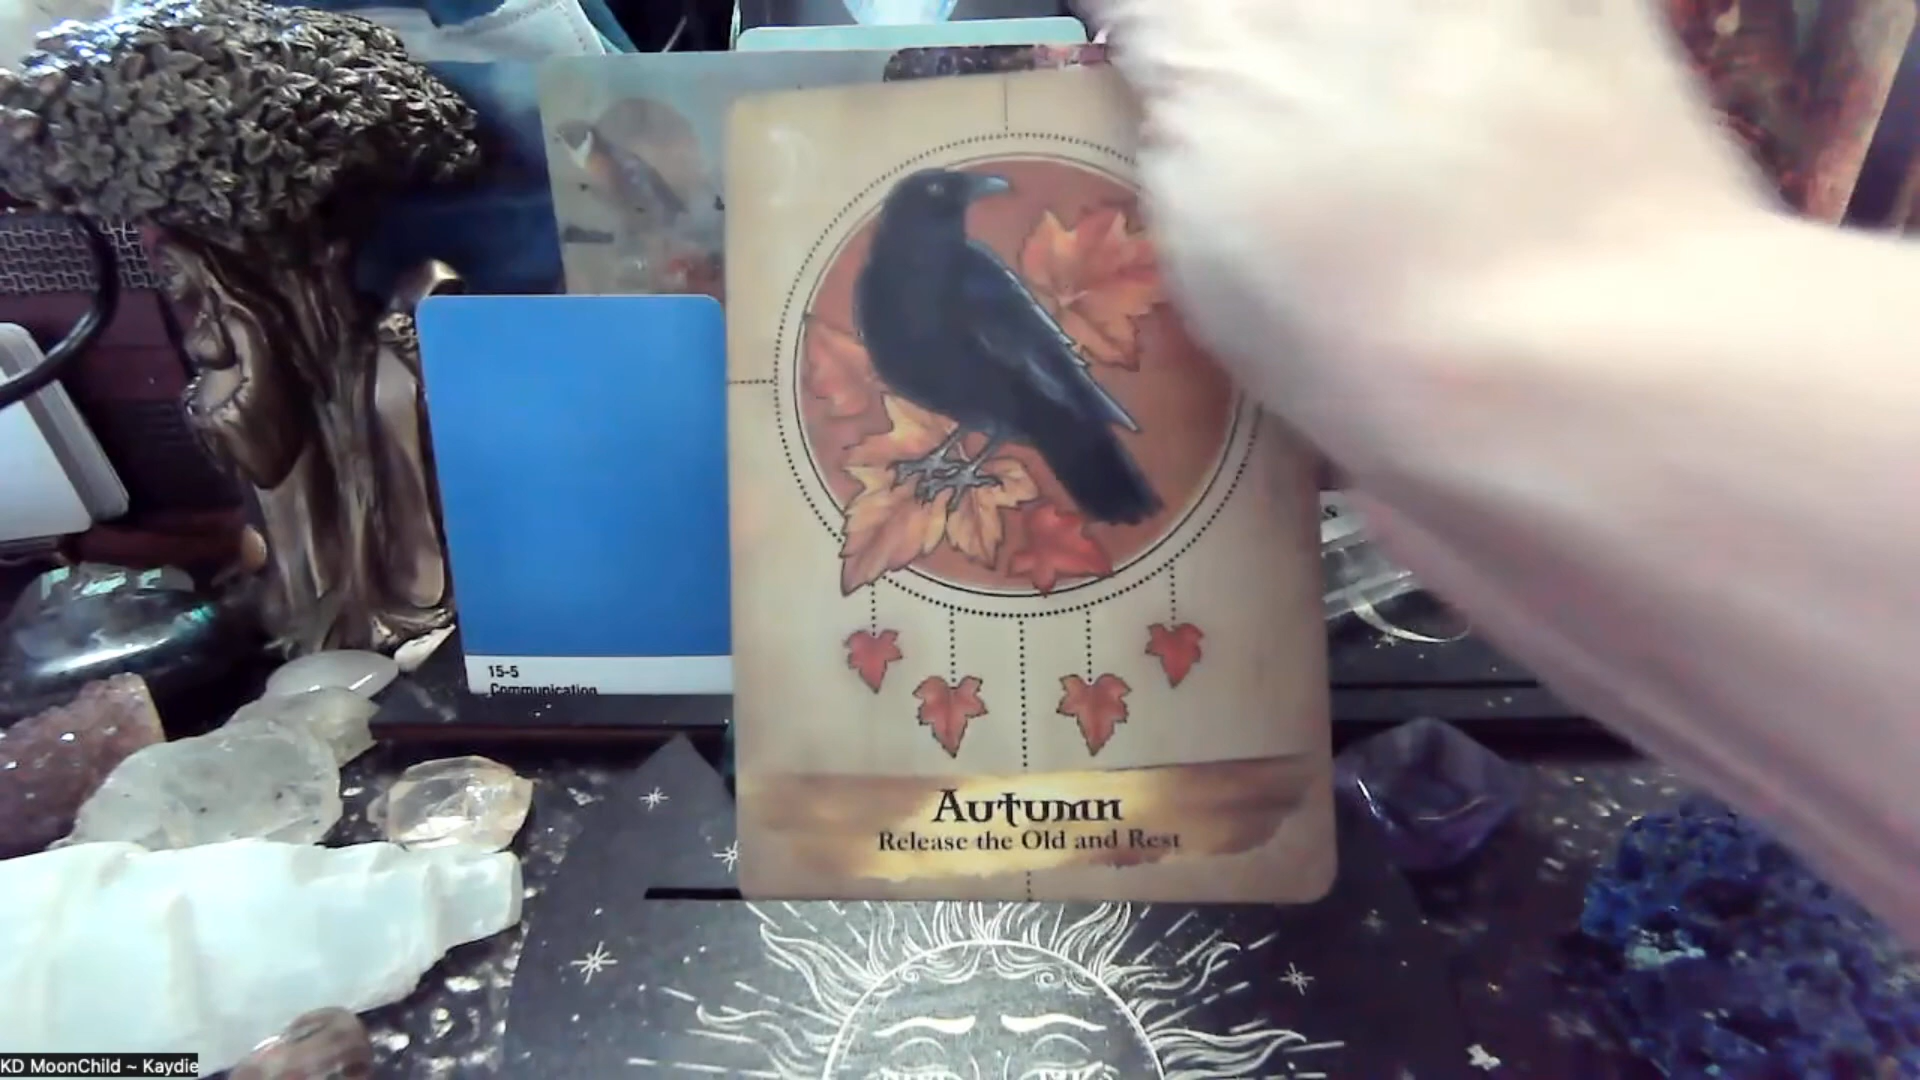 15-5
Communication
Autumn
Release the Old and Rest
KD MoonChild ~ Kaydie